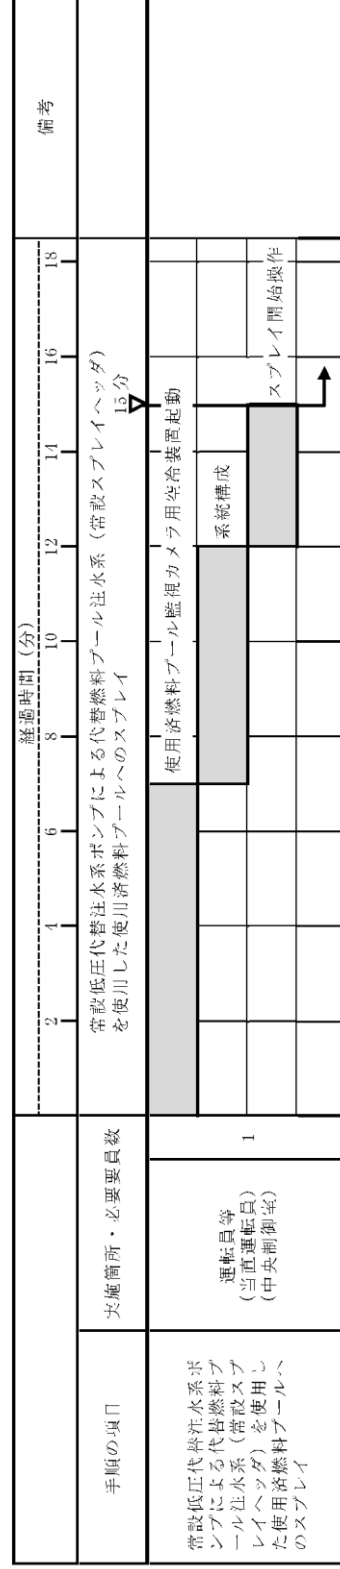 経過時間（分）
備考
2 4 6 8 10 12 14 16 18
手順の項目
実施箇所・必要要員数
常設低圧代替注水系ポンプによる代替燃料プール注水系（常設スプレイヘッダ）
を使用した使用済燃料プールへのスプレイ
15分
常設低圧代替注水系ポ
ンプによる代替燃料プ
ール注水系（常設スプ
レイヘッダ）を使用し
た使用済燃料プールへ
のスプレイ
運転員等
（当直運転員）
（中央制御室）
1
使用済燃料プール監視カメラ用空冷装置起動
系統構成
スプレイ開始操作